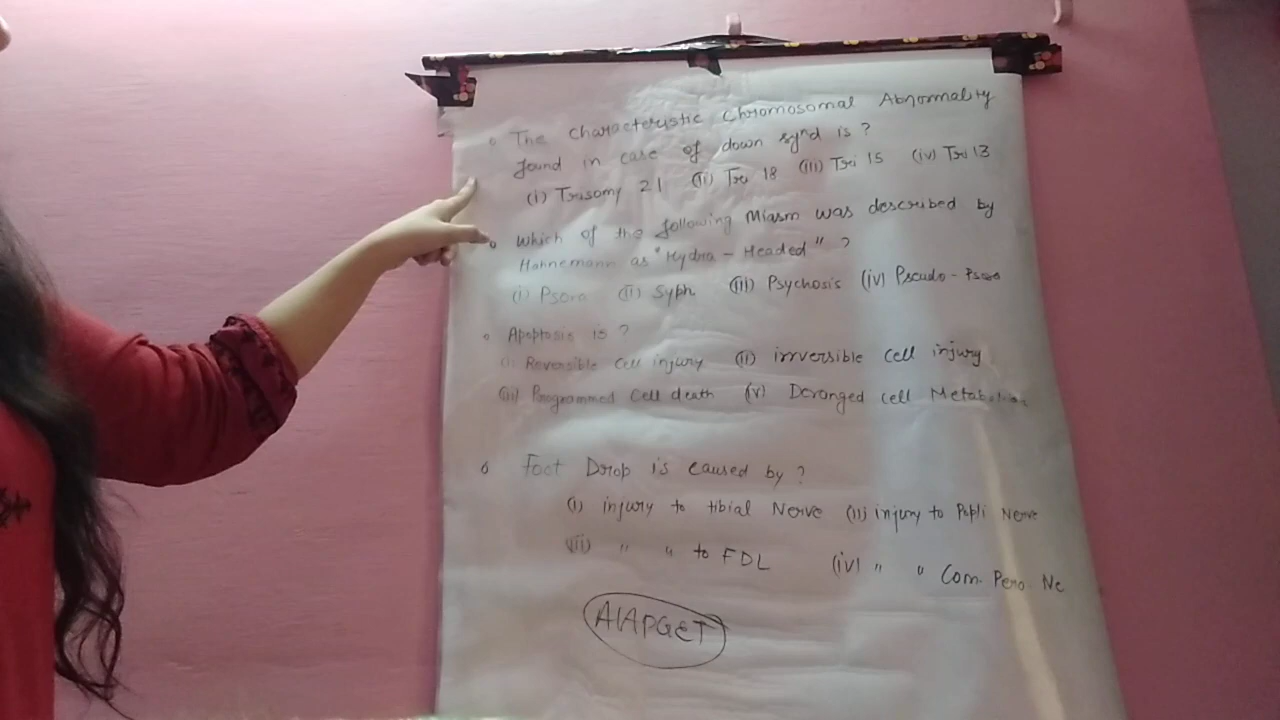 The characteristic chromosomal Abnormality
found in case of down synd is ?
(i) Trisomy 21 (ii) Tri 18 (iii) Tri 15 (iv) Tri 13
Which of the following Miasm was described by
Hahnemann as "Hydra - Headed" ?
(i) Psora (ii) Syph (iii) Psychosis (iv) Pseudo - Psora
Apoptosis is ?
(i) Reversible Cell injury (ii) irrversible cell injury
(iii) Programmed Cell death (iv) Deranged cell Metabolism
Foot Drop is caused by ?
(i) injury to tibial Nerve (ii) injury to Popli Nerve
(iii) " " to FDL (iv) " " Com. Pero. Ne
AIAPGET